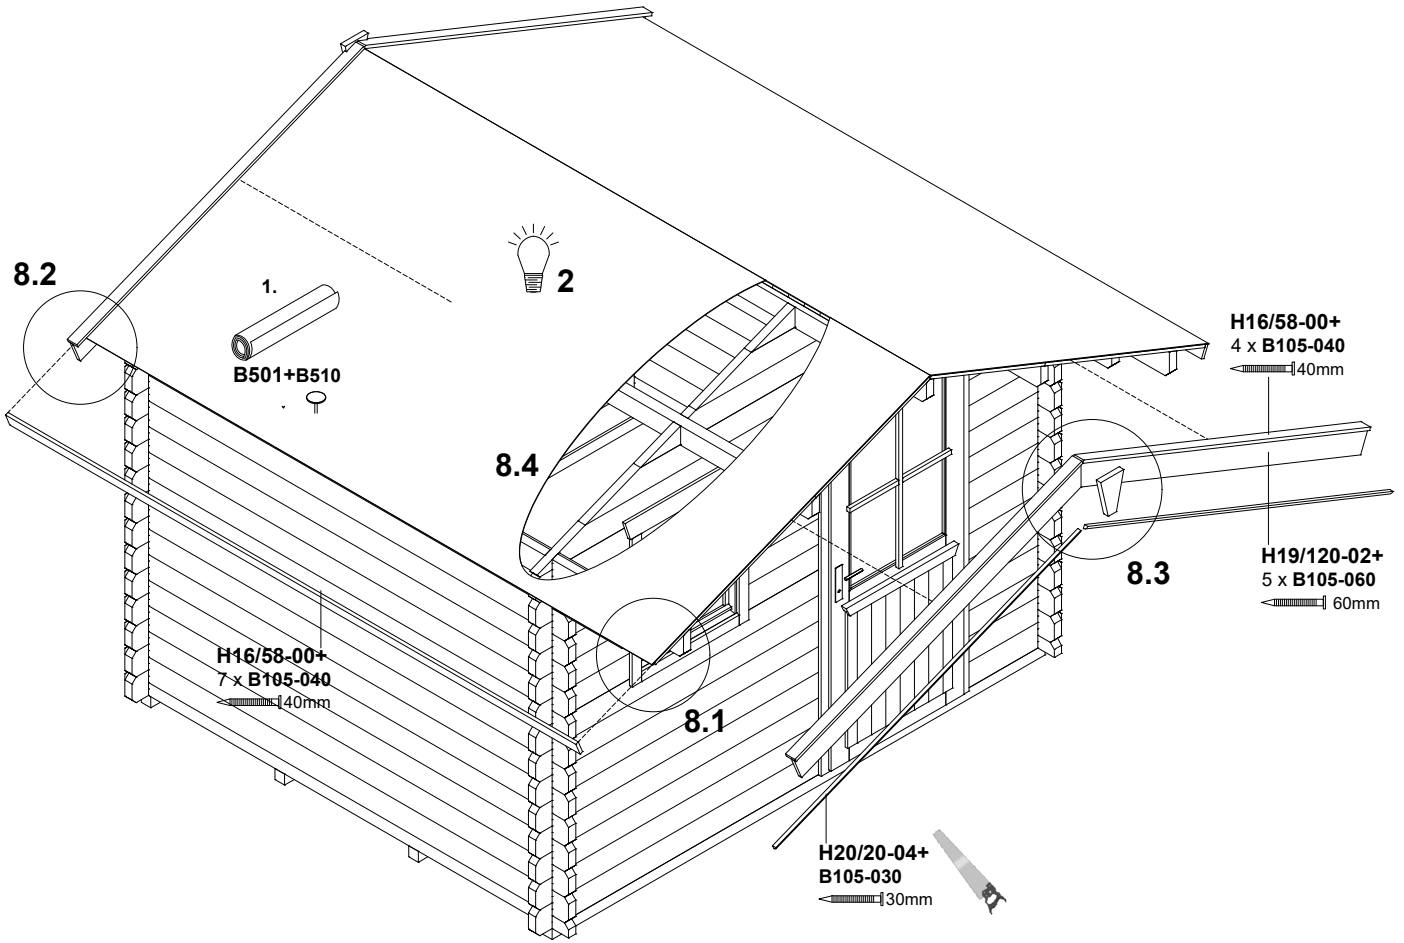 8.2
1.
B501+B510
2
8.4
H16/58-00+
4 x B105-040
40mm
8.3
H19/120-02+
5 x B105-060
60mm
H16/58-00+
7 x B105-040
40mm
8.1
H20/20-04+
B105-030
30mm